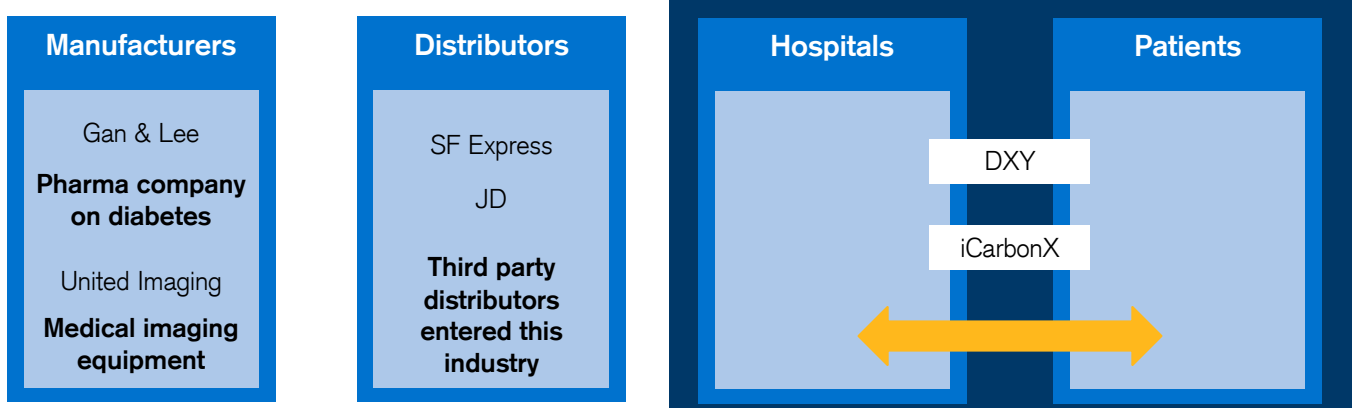 Manufacturers
Gan & Lee
Pharma company
on diabetes
United Imaging
Medical imaging
equipment
Distributors
SF Express
JD
Third party
distributors
entered this
industry
Hospitals
Patients
DXY
iCarbonX